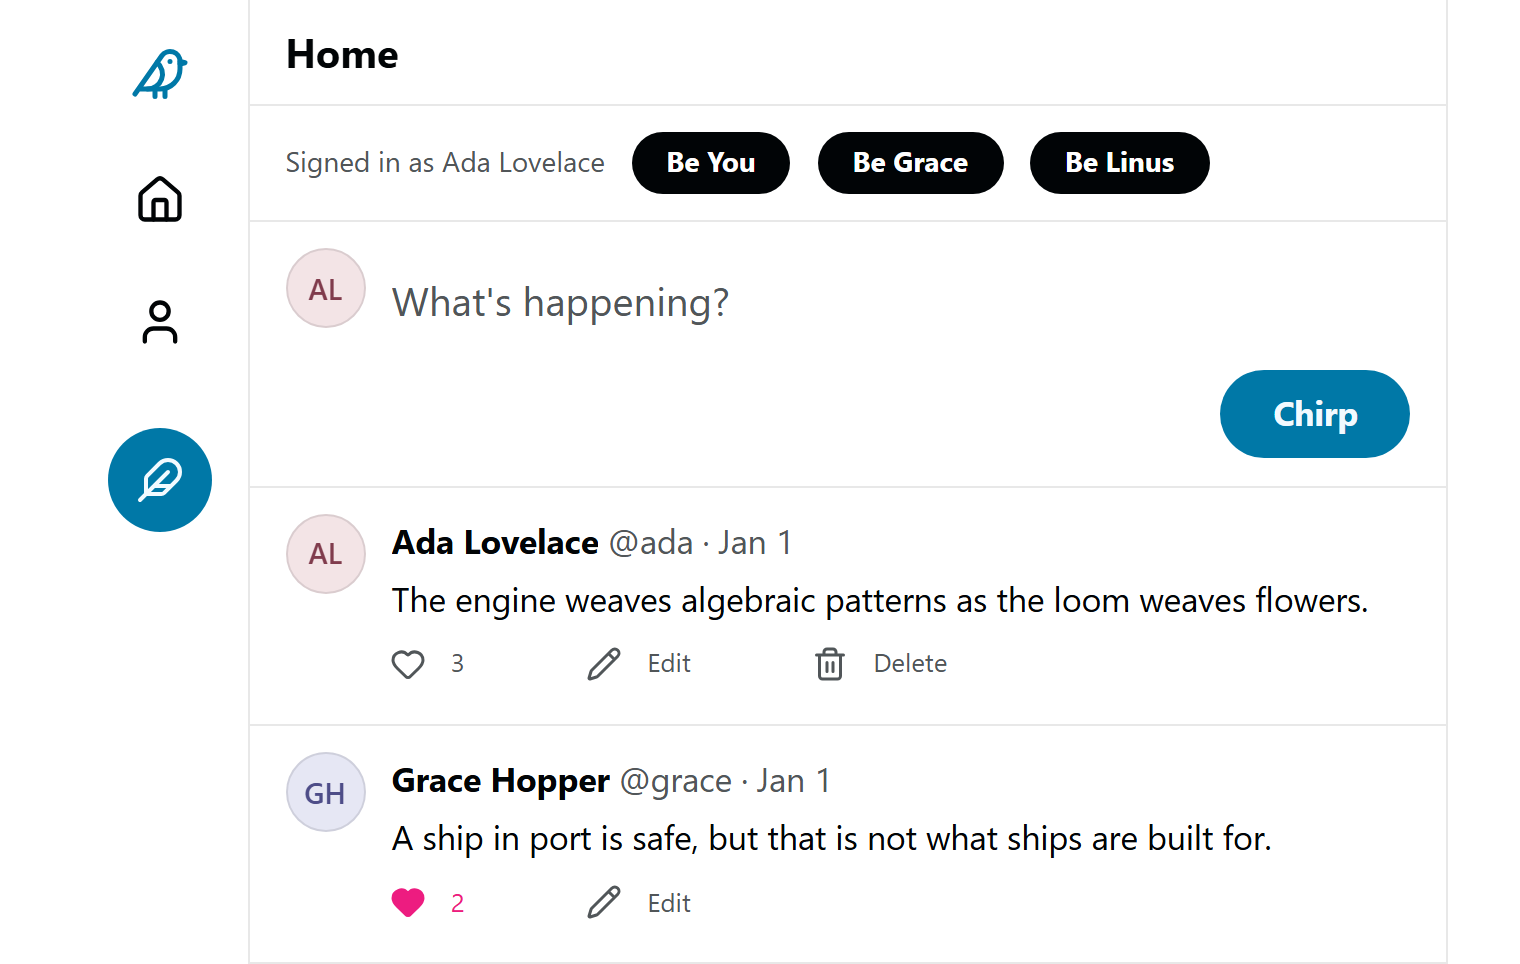 Home
Signed in as Ada Lovelace Be You Be Grace Be Linus
AL What's happening?
Chirp
AL Ada Lovelace @ada · Jan 1
The engine weaves algebraic patterns as the loom weaves flowers.
3 Edit Delete
GH Grace Hopper @grace · Jan 1
A ship in port is safe, but that is not what ships are built for.
2 Edit